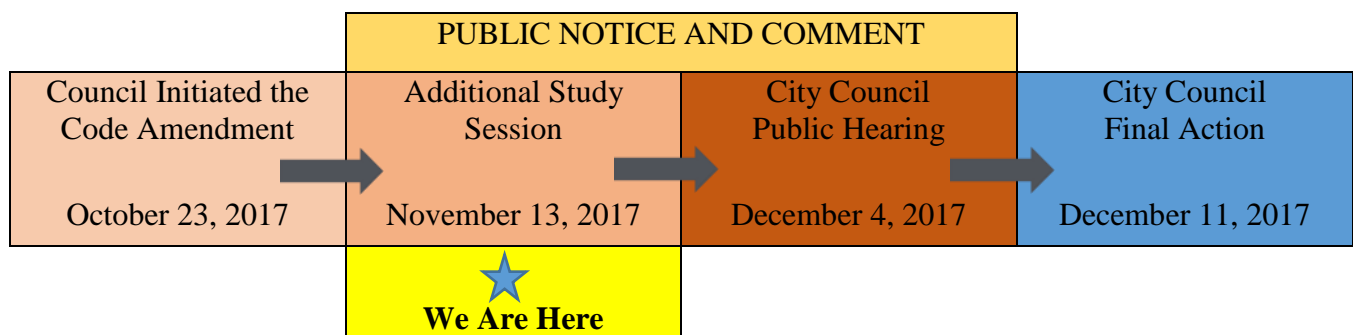 PUBLIC NOTICE AND COMMENT
Council Initiated the
Code Amendment
October 23, 2017
Additional Study
Session
November 13, 2017
City Council
Public Hearing
December 4, 2017
City Council
Final Action
December 11, 2017
We Are Here